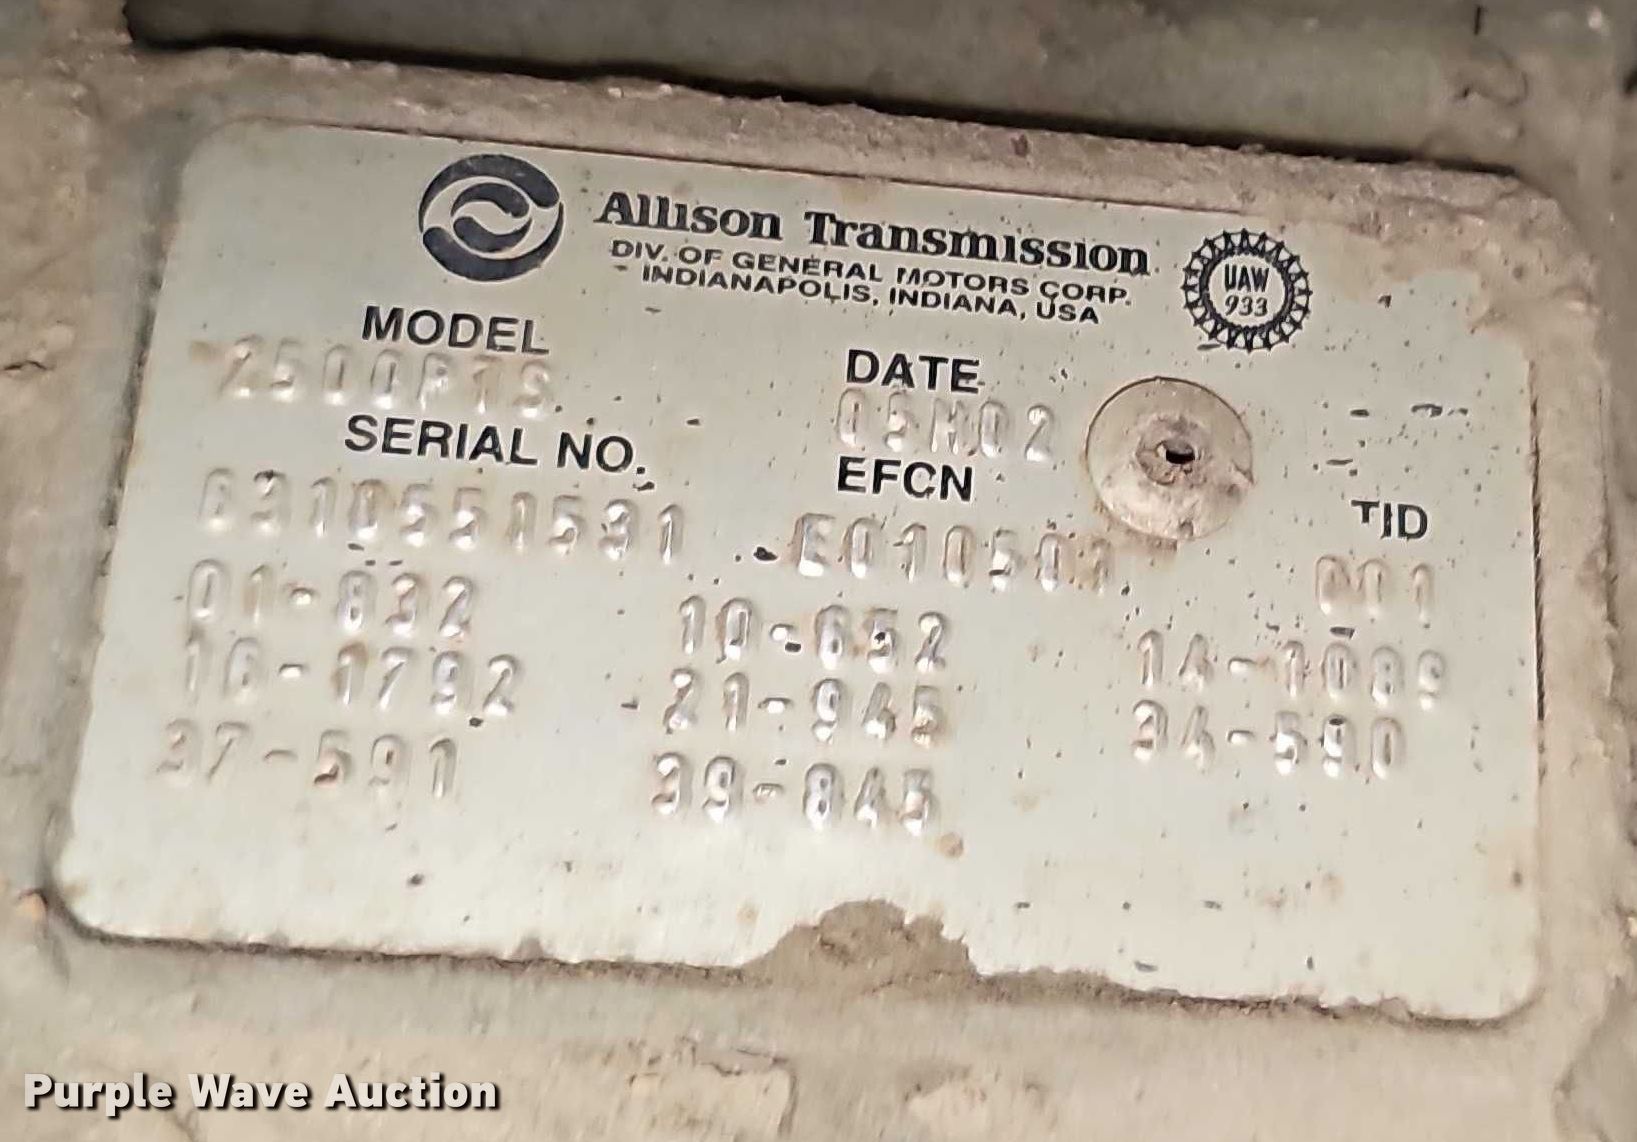 Allison Transmission
DIV. OF GENERAL MOTORS CORP.
INDIANAPOLIS, INDIANA, USA
UAW
933
MODEL
2500PTS
DATE
05M02
SERIAL NO.
6310551531
EFCN
E010501
TID
001
01-832
10-652
14-1089
16-1792
21-945
34-590
37-591
39-845
Purple Wave Auction